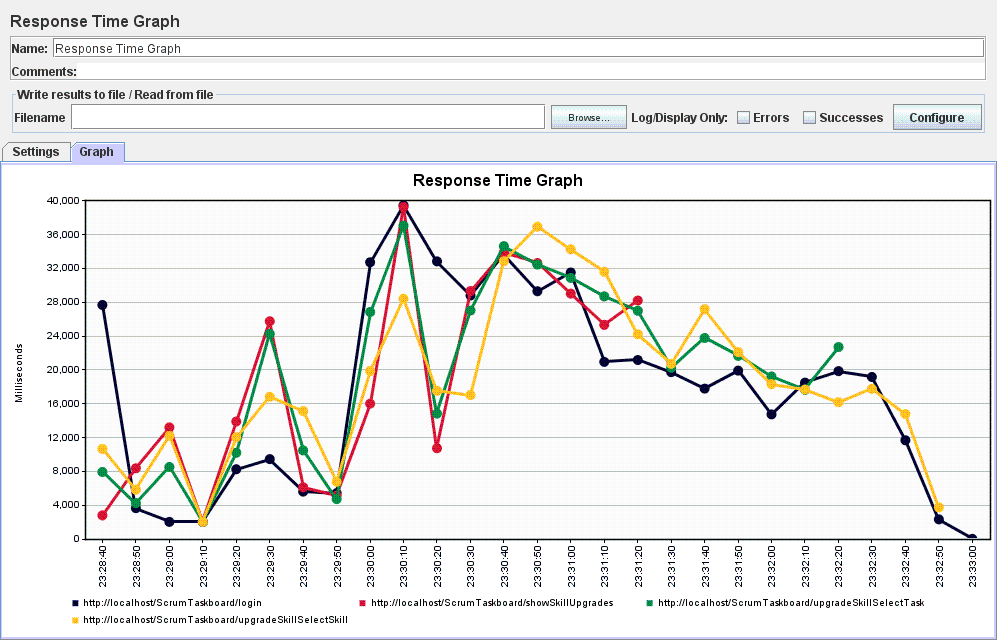 Response Time Graph
Name: Response Time Graph
Comments:
Write results to file / Read from file
Filename Browse... Log/Display Only: Errors Successes Configure
Settings Graph
Response Time Graph
Milliseconds
40,000
36,000
32,000
28,000
24,000
20,000
16,000
12,000
8,000
4,000
0
23:28:40 23:28:50 23:29:00 23:29:10 23:29:20 23:29:30 23:29:40 23:29:50 23:30:00 23:30:10 23:30:20 23:30:30 23:30:40 23:30:50 23:31:00 23:31:10 23:31:20 23:31:30 23:31:40 23:31:50 23:32:00 23:32:10 23:32:20 23:32:30 23:32:40 23:32:50 23:33:00
http://localhost/ScrumTaskboard/login http://localhost/ScrumTaskboard/showSkillUpgrades http://localhost/ScrumTaskboard/upgradeSkillSelectTask
http://localhost/ScrumTaskboard/upgradeSkillSelectSkill